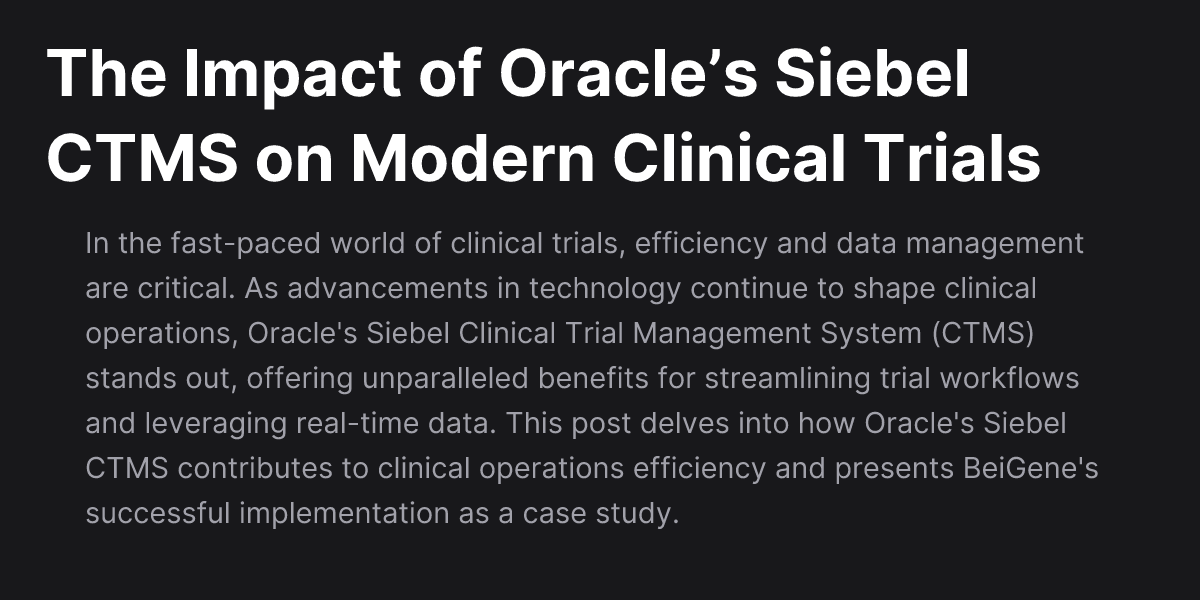 The Impact of Oracle’s Siebel
CTMS on Modern Clinical Trials
In the fast-paced world of clinical trials, efficiency and data management
are critical. As advancements in technology continue to shape clinical
operations, Oracle's Siebel Clinical Trial Management System (CTMS)
stands out, offering unparalleled benefits for streamlining trial workflows
and leveraging real-time data. This post delves into how Oracle's Siebel
CTMS contributes to clinical operations efficiency and presents BeiGene's
successful implementation as a case study.